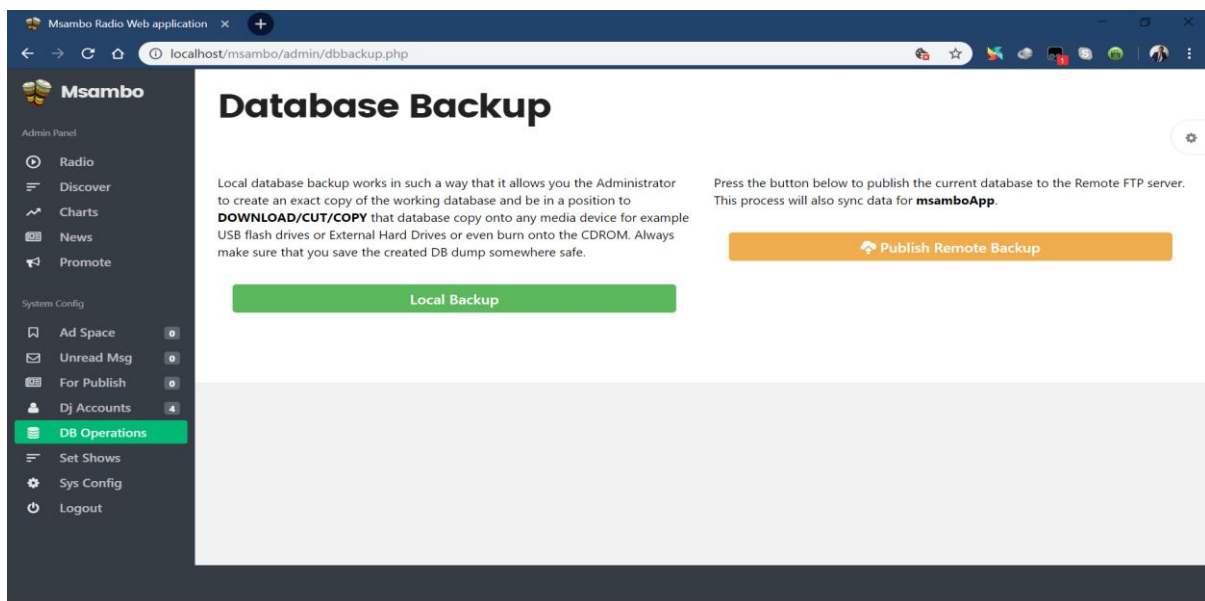 Msambo Radio Web application
localhost/msambo/admin/dbbackup.php
Msambo
Admin Panel
Radio
Discover
Charts
News
Promote
System Config
Ad Space 0
Unread Msg 0
For Publish 0
Dj Accounts 4
DB Operations
Set Shows
Sys Config
Logout
Database Backup
Local database backup works in such a way that it allows you the Administrator
to create an exact copy of the working database and be in a position to
DOWNLOAD/CUT/COPY that database copy onto any media device for example
USB flash drives or External Hard Drives or even burn onto the CDROM. Always
make sure that you save the created DB dump somewhere safe.
Local Backup
Press the button below to publish the current database to the Remote FTP server.
This process will also sync data for msamboApp.
Publish Remote Backup